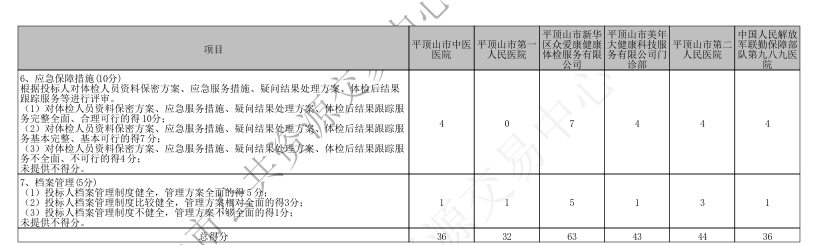 项目
平顶山市中医
医院
平顶山市第一
人民医院
平顶山市新华
区众爱康健康
体检服务有限
公司
平顶山市美年
大健康科技服
务有限公司门
诊部
平顶山市第二
人民医院
中国人民解放
军联勤保障部
队第九八九医
院
6、应急保障措施(10分)
根据投标人对体检人员资料保密方案、应急服务措施、疑问结果处理方案、体检后结果
跟踪服务等进行评审。
（1）对体检人员资料保密方案、应急服务措施、疑问结果处理方案、体检后结果跟踪服
务完整全面、合理可行的得10分；
（2）对体检人员资料保密方案、应急服务措施、疑问结果处理方案、体检后结果跟踪服
务基本完整、基本可行的得7分；
（3）对体检人员资料保密方案、应急服务措施、疑问结果处理方案、体检后结果跟踪服
务不全面、不可行的得4分；
未提供不得分。
4 0 7 4 4 4
7、档案管理(5分)
（1）投标人档案管理制度健全，管理方案全面的得5分；
（2）投标人档案管理制度比较健全，管理方案相对全面的得3分；
（3）投标人档案管理制度不健全，管理方案不够全面的得1分；
未提供不得分。
1 1 5 1 3 1
总得分 36 32 63 43 44 36
市公共资源交易中心
源交易中心